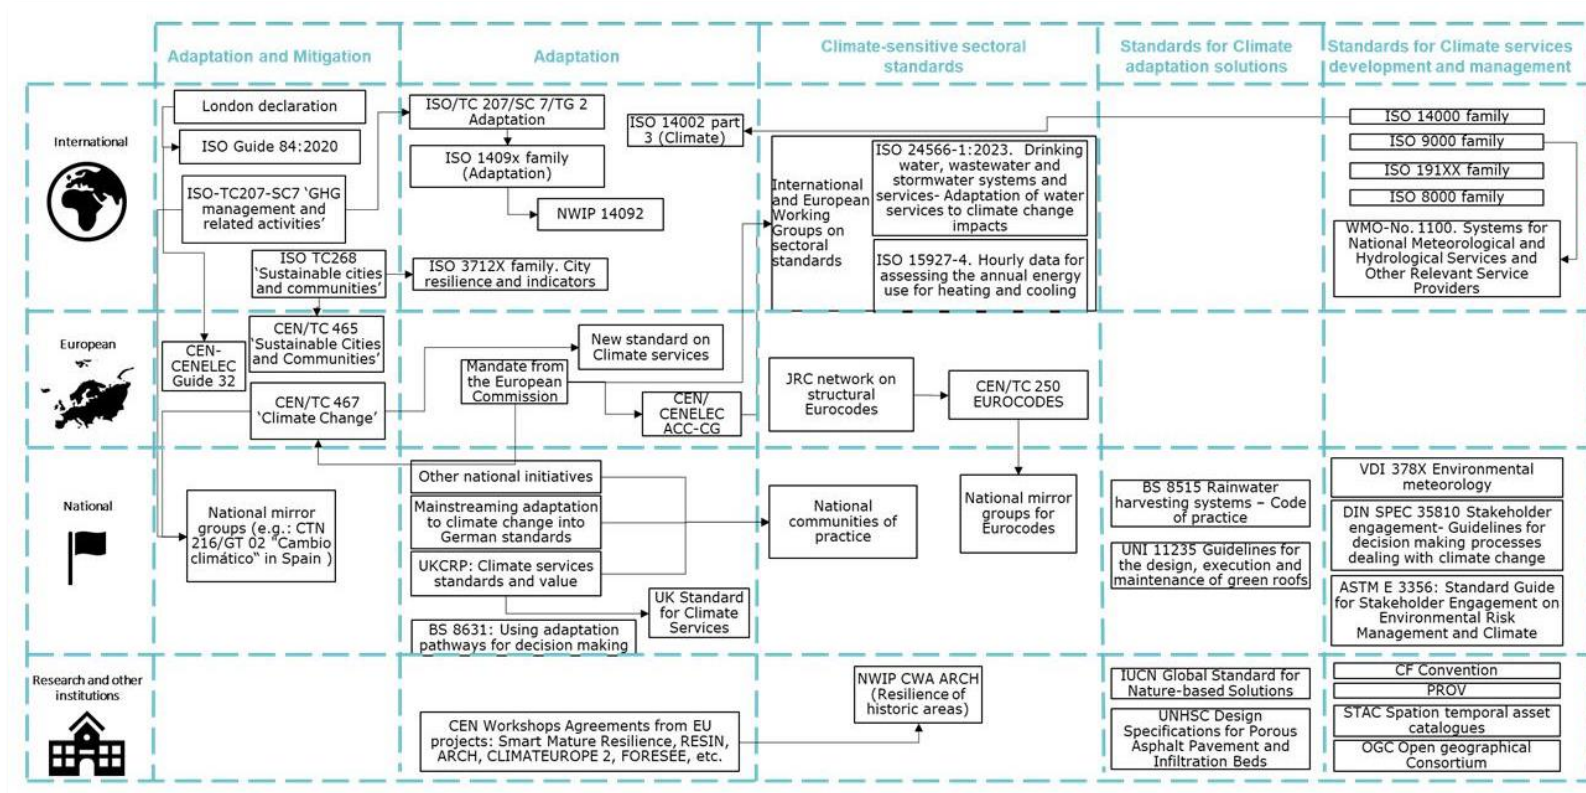 Adaptation and Mitigation
Adaptation
Climate-sensitive sectoral
standards
Standards for Climate
adaptation solutions
Standards for Climate services
development and management
International
London declaration
ISO Guide 84:2020
ISO-TC207-SC7 ‘GHG
management and
related activities’
ISO TC268
‘Sustainable cities
and communities’
ISO/TC 207/SC 7/TG 2
Adaptation
ISO 1409x family
(Adaptation)
NWIP 14092
ISO 3712X family. City
resilience and indicators
ISO 14002 part
3 (Climate)
International
and European
Working
Groups on
sectoral
standards
ISO 24566-1:2023. Drinking
water, wastewater and
stormwater systems and
services- Adaptation of water
services to climate change
impacts
ISO 15927-4. Hourly data for
assessing the annual energy
use for heating and cooling
ISO 14000 family
ISO 9000 family
ISO 191XX family
ISO 8000 family
WMO-No. 1100. Systems for
National Meteorological and
Hydrological Services and
Other Relevant Service
Providers
European
CEN-
CENELEC
Guide 32
CEN/TC 465
‘Sustainable Cities
and Communities’
CEN/TC 467
‘Climate Change’
New standard on
Climate services
Mandate from
the European
Commission
CEN/
CENELEC
ACC-CG
JRC network on
structural
Eurocodes
CEN/TC 250
EUROCODES
National
National mirror
groups (e.g.: CTN
216/GT 02 “Cambio
climático“ in Spain )
Other national initiatives
Mainstreaming adaptation
to climate change into
German standards
UKCRP: Climate services
standards and value
UK Standard
for Climate
Services
BS 8631: Using adaptation
pathways for decision making
National
communities of
practice
National mirror
groups for
Eurocodes
BS 8515 Rainwater
harvesting systems – Code
of practice
UNI 11235 Guidelines for
the design, execution and
maintenance of green roofs
VDI 378X Environmental
meteorology
DIN SPEC 35810 Stakeholder
engagement- Guidelines for
decision making processes
dealing with climate change
ASTM E 3356: Standard Guide
for Stakeholder Engagement on
Environmental Risk
Management and Climate
Research and other
institutions
CEN Workshops Agreements from EU
projects: Smart Mature Resilience, RESIN,
ARCH, CLIMATEUROPE 2, FORESEE, etc.
NWIP CWA ARCH
(Resilience of
historic areas)
IUCN Global Standard for
Nature-based Solutions
UNHSC Design
Specifications for Porous
Asphalt Pavement and
Infiltration Beds
CF Convention
PROV
STAC Spation temporal asset
catalogues
OGC Open geographical
Consortium